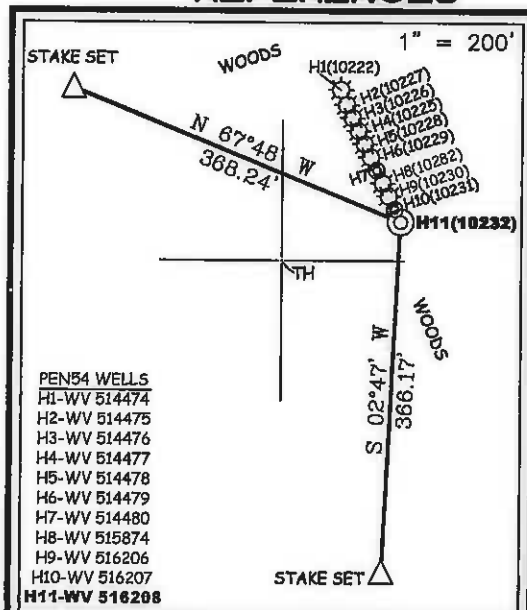 REFERENCES
1" = 200'
STAKE SET
WOODS
H1(10222)
H2(10227)
H3(10226)
H4(10225)
H5(10228)
H6(10229)
H7
H8(10282)
H9(10230)
H10(10231)
H11(10232)
N 67°48' W
368.24'
TH
WOODS
S 02°47' W
366.17'
PEN54 WELLS
H1-WV 514474
H2-WV 514475
H3-WV 514476
H4-WV 514477
H5-WV 514478
H6-WV 514479
H7-WV 514480
H8-WV 515874
H9-WV 516206
H10-WV 516207
H11-WV 516208
STAKE SET